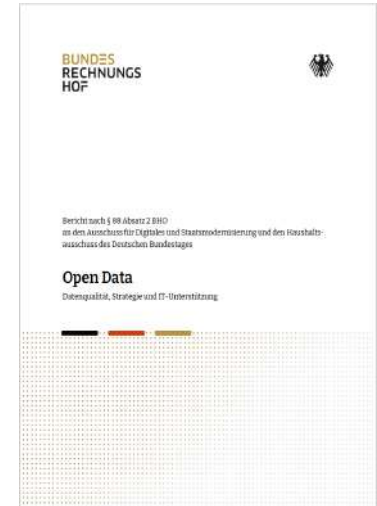 BUNDES
RECHNUNGS
HOF
Bericht nach § 88 Absatz 2 BHO
an den Ausschuss für Digitales und Staatsmodernisierung und den Haushalts-
ausschuss des Deutschen Bundestages
Open Data
Datenqualität, Strategie und IT-Unterstützung